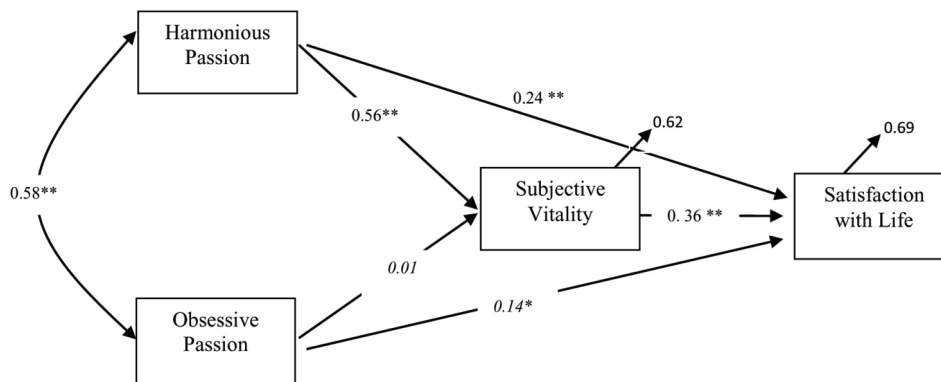 Harmonious
Passion
0.24 **
0.56**
0.62
0.69
0.58**
Subjective
Vitality
Satisfaction
with Life
0. 36 **
0.01
0.14*
Obsessive
Passion